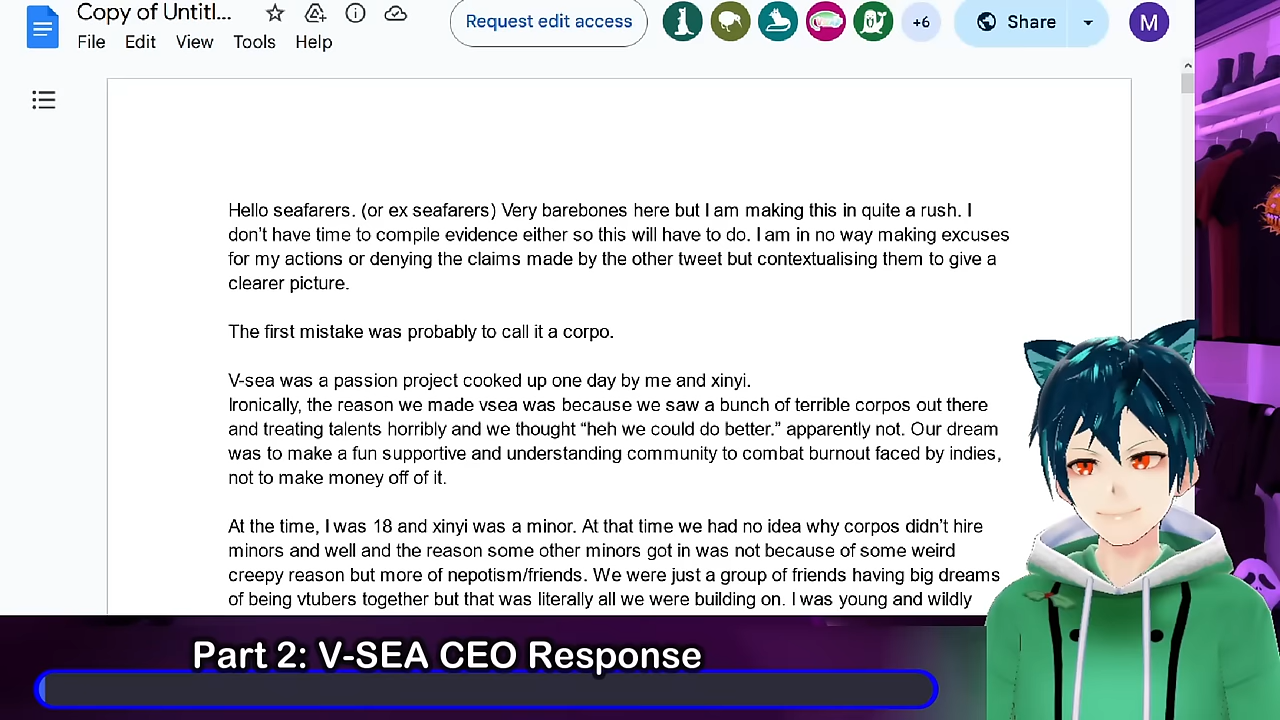 Copy of Untitl...
Request edit access
+6
Share
M
File Edit View Tools Help
Hello seafarers. (or ex seafarers) Very barebones here but I am making this in quite a rush. I
don't have time to compile evidence either so this will have to do. I am in no way making excuses
for my actions or denying the claims made by the other tweet but contextualising them to give a
clearer picture.
The first mistake was probably to call it a corpo.
V-sea was a passion project cooked up one day by me and xinyi.
Ironically, the reason we made vsea was because we saw a bunch of terrible corpos out there
and treating talents horribly and we thought “heh we could do better.” apparently not. Our dream
was to make a fun supportive and understanding community to combat burnout faced by indies,
not to make money off of it.
At the time, I was 18 and xinyi was a minor. At that time we had no idea why corpos didn't hire
minors and well and the reason some other minors got in was not because of some weird
creepy reason but more of nepotism/friends. We were just a group of friends having big dreams
of being vtubers together but that was literally all we were building on. I was young and wildly
Part 2: V-SEA CEO Response